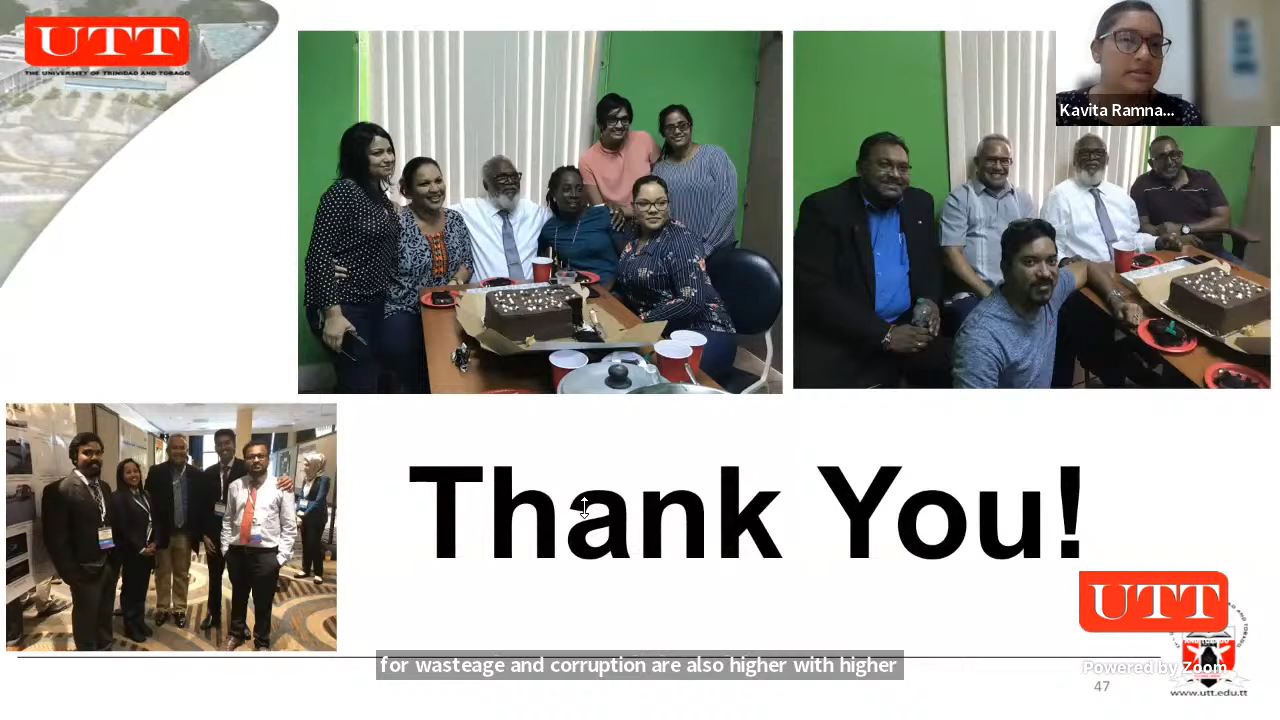 UTT
THE UNIVERSITY OF TRINIDAD AND TOBAGO
Kavita Ramna...
Thank You!
UTT
for wasteage and corruption are also higher with higher
Powered by Zoom
47
www.utt.edu.tt